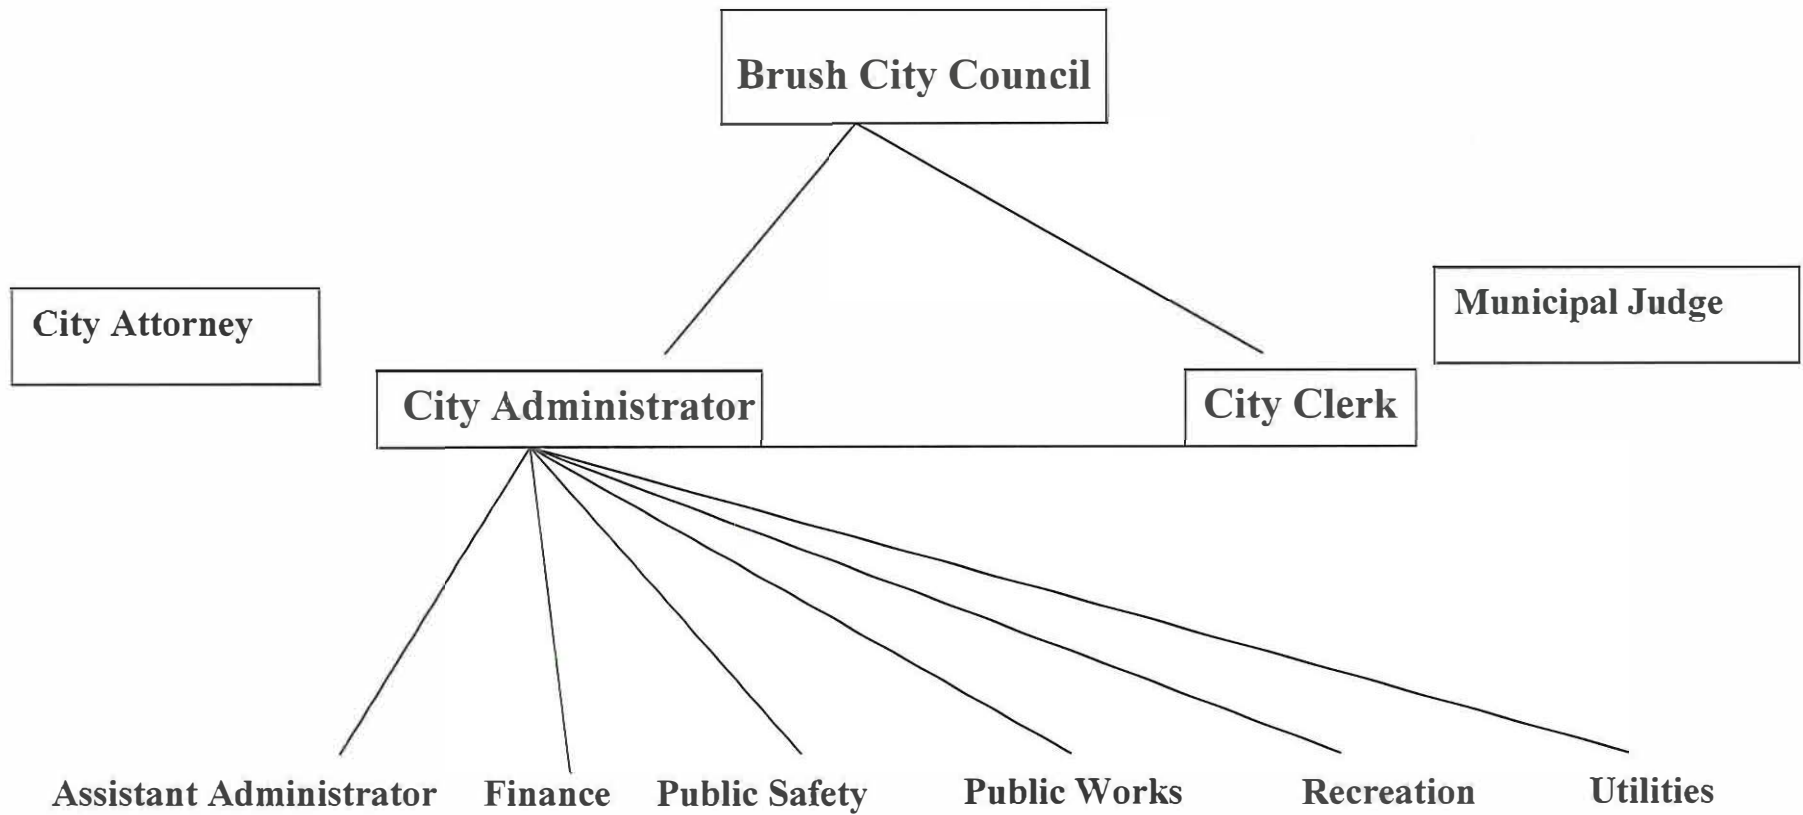 Brush City Council
City Attorney
Municipal Judge
City Administrator
City Clerk
Assistant Administrator
Finance
Public Safety
Public Works
Recreation
Utilities